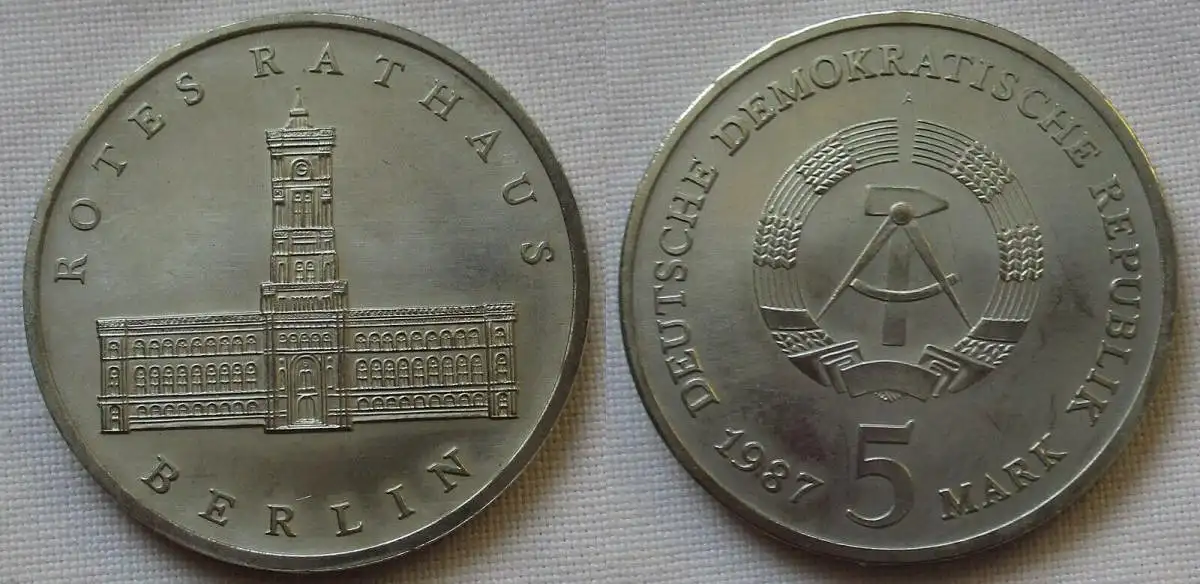 ROTES RATHAUS
BERLIN
DEUTSCHE DEMOKRATISCHE REPUBLIK
A
1987 5 MARK